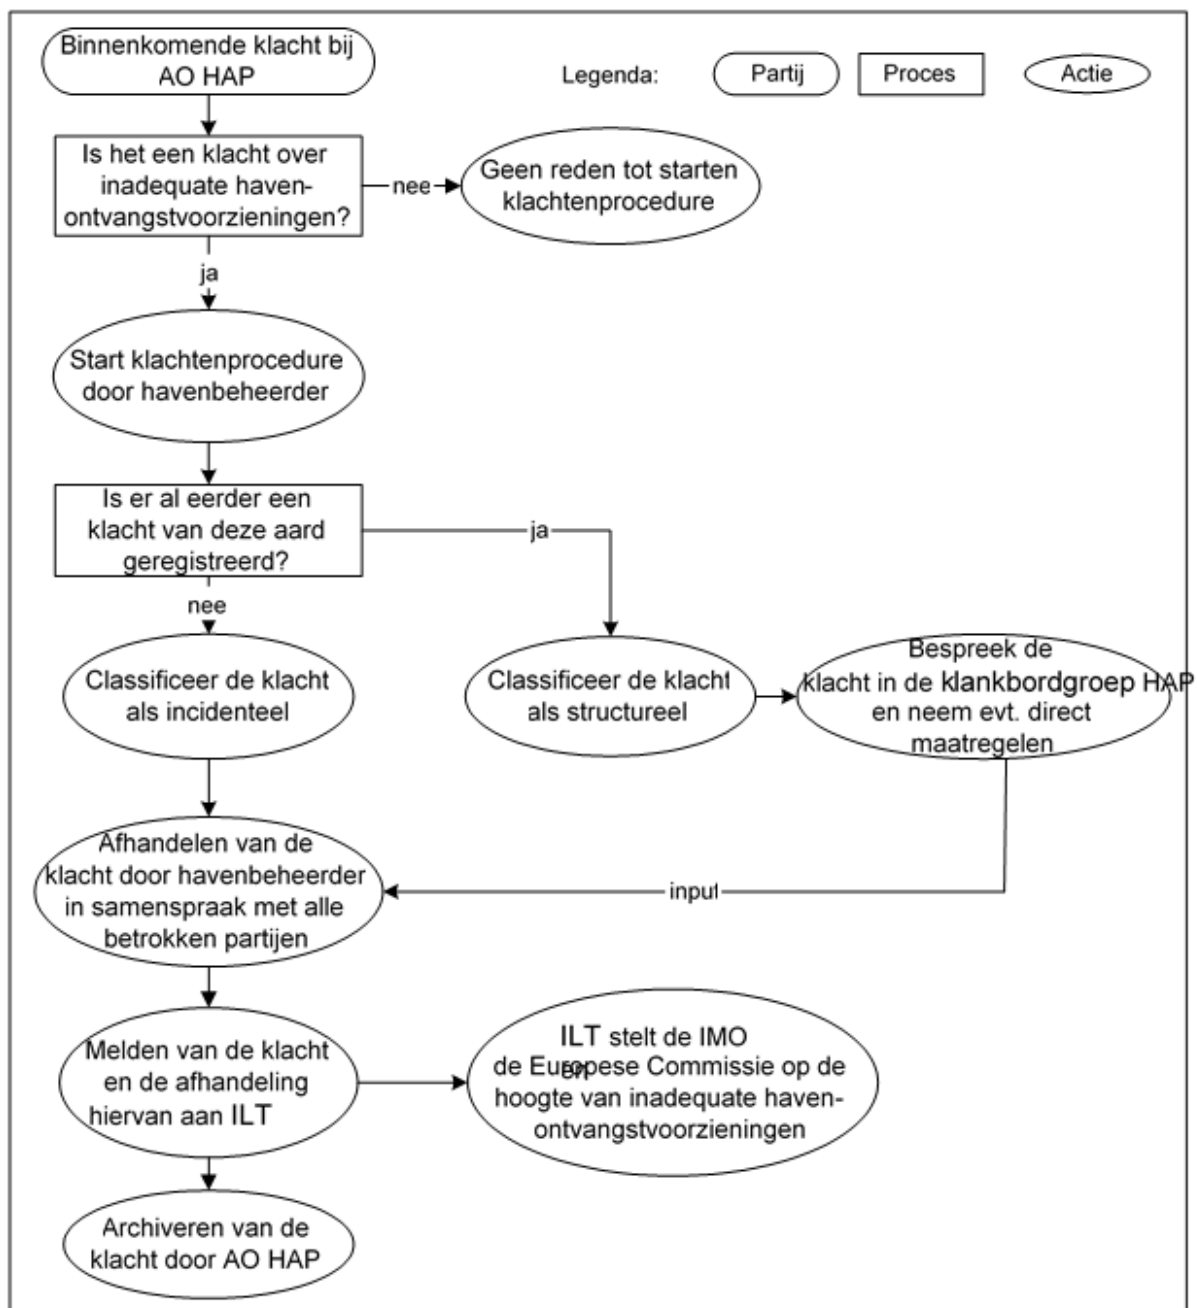 Binnenkomende klacht bij
AO HAP
Legenda:
Partij
Proces
Actie
Is het een klacht over
inadequate haven-
ontvangstvoorzieningen?
nee
Geen reden tot starten
klachtenprocedure
ja
Start klachtenprocedure
door havenbeheerder
Is er al eerder een
klacht van deze aard
geregistreerd?
ja
nee
Classificeer de klacht
als incidenteel
Classificeer de klacht
als structureel
Bespreek de
klacht in de klankbordgroep HAP
en neem evt. direct
maatregelen
Afhandelen van de
klacht door havenbeheerder
in samenspraak met alle
betrokken partijen
input
Melden van de klacht
en de afhandeling
hiervan aan ILT
ILT stelt de IMO
en
de Europese Commissie op de
hoogte van inadequate haven-
ontvangstvoorzieningen
Archiveren van de
klacht door AO HAP